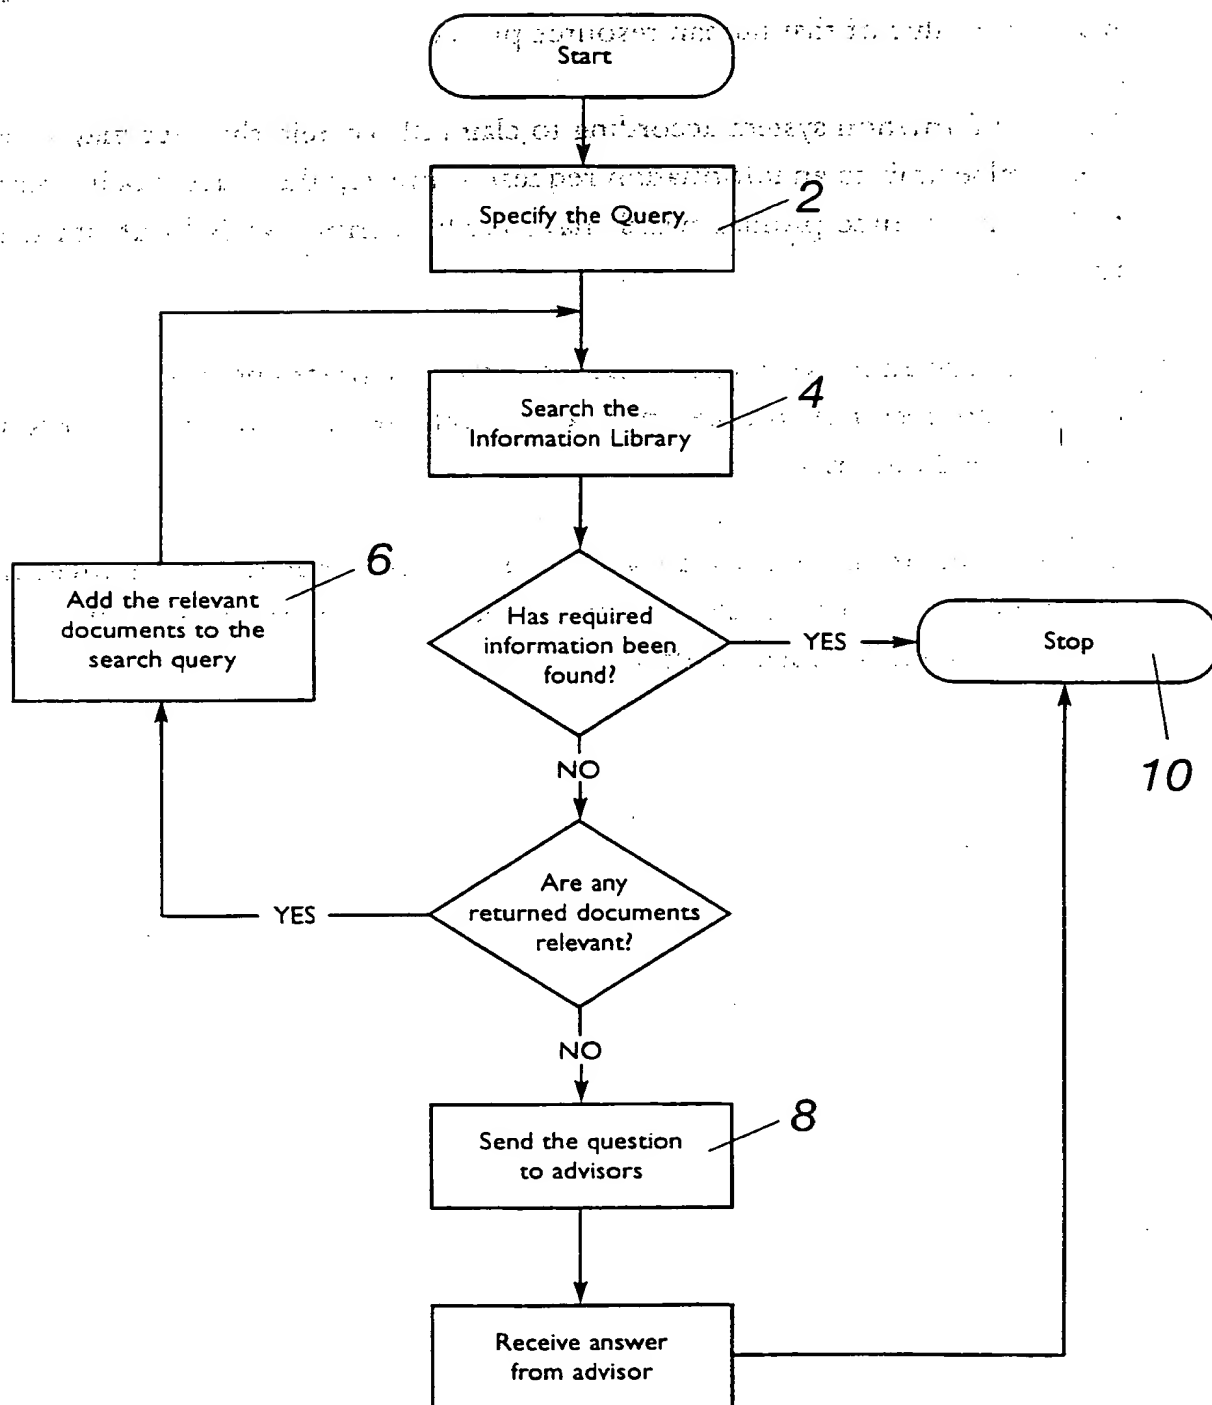 Start
Specify the Query
2
Search the
Information Library
4
Add the relevant
documents to the
search query
6
Has required
information been
found?
YES
Stop
10
NO
Are any
returned documents
relevant?
YES
NO
Send the question
to advisors
8
Receive answer
from advisor